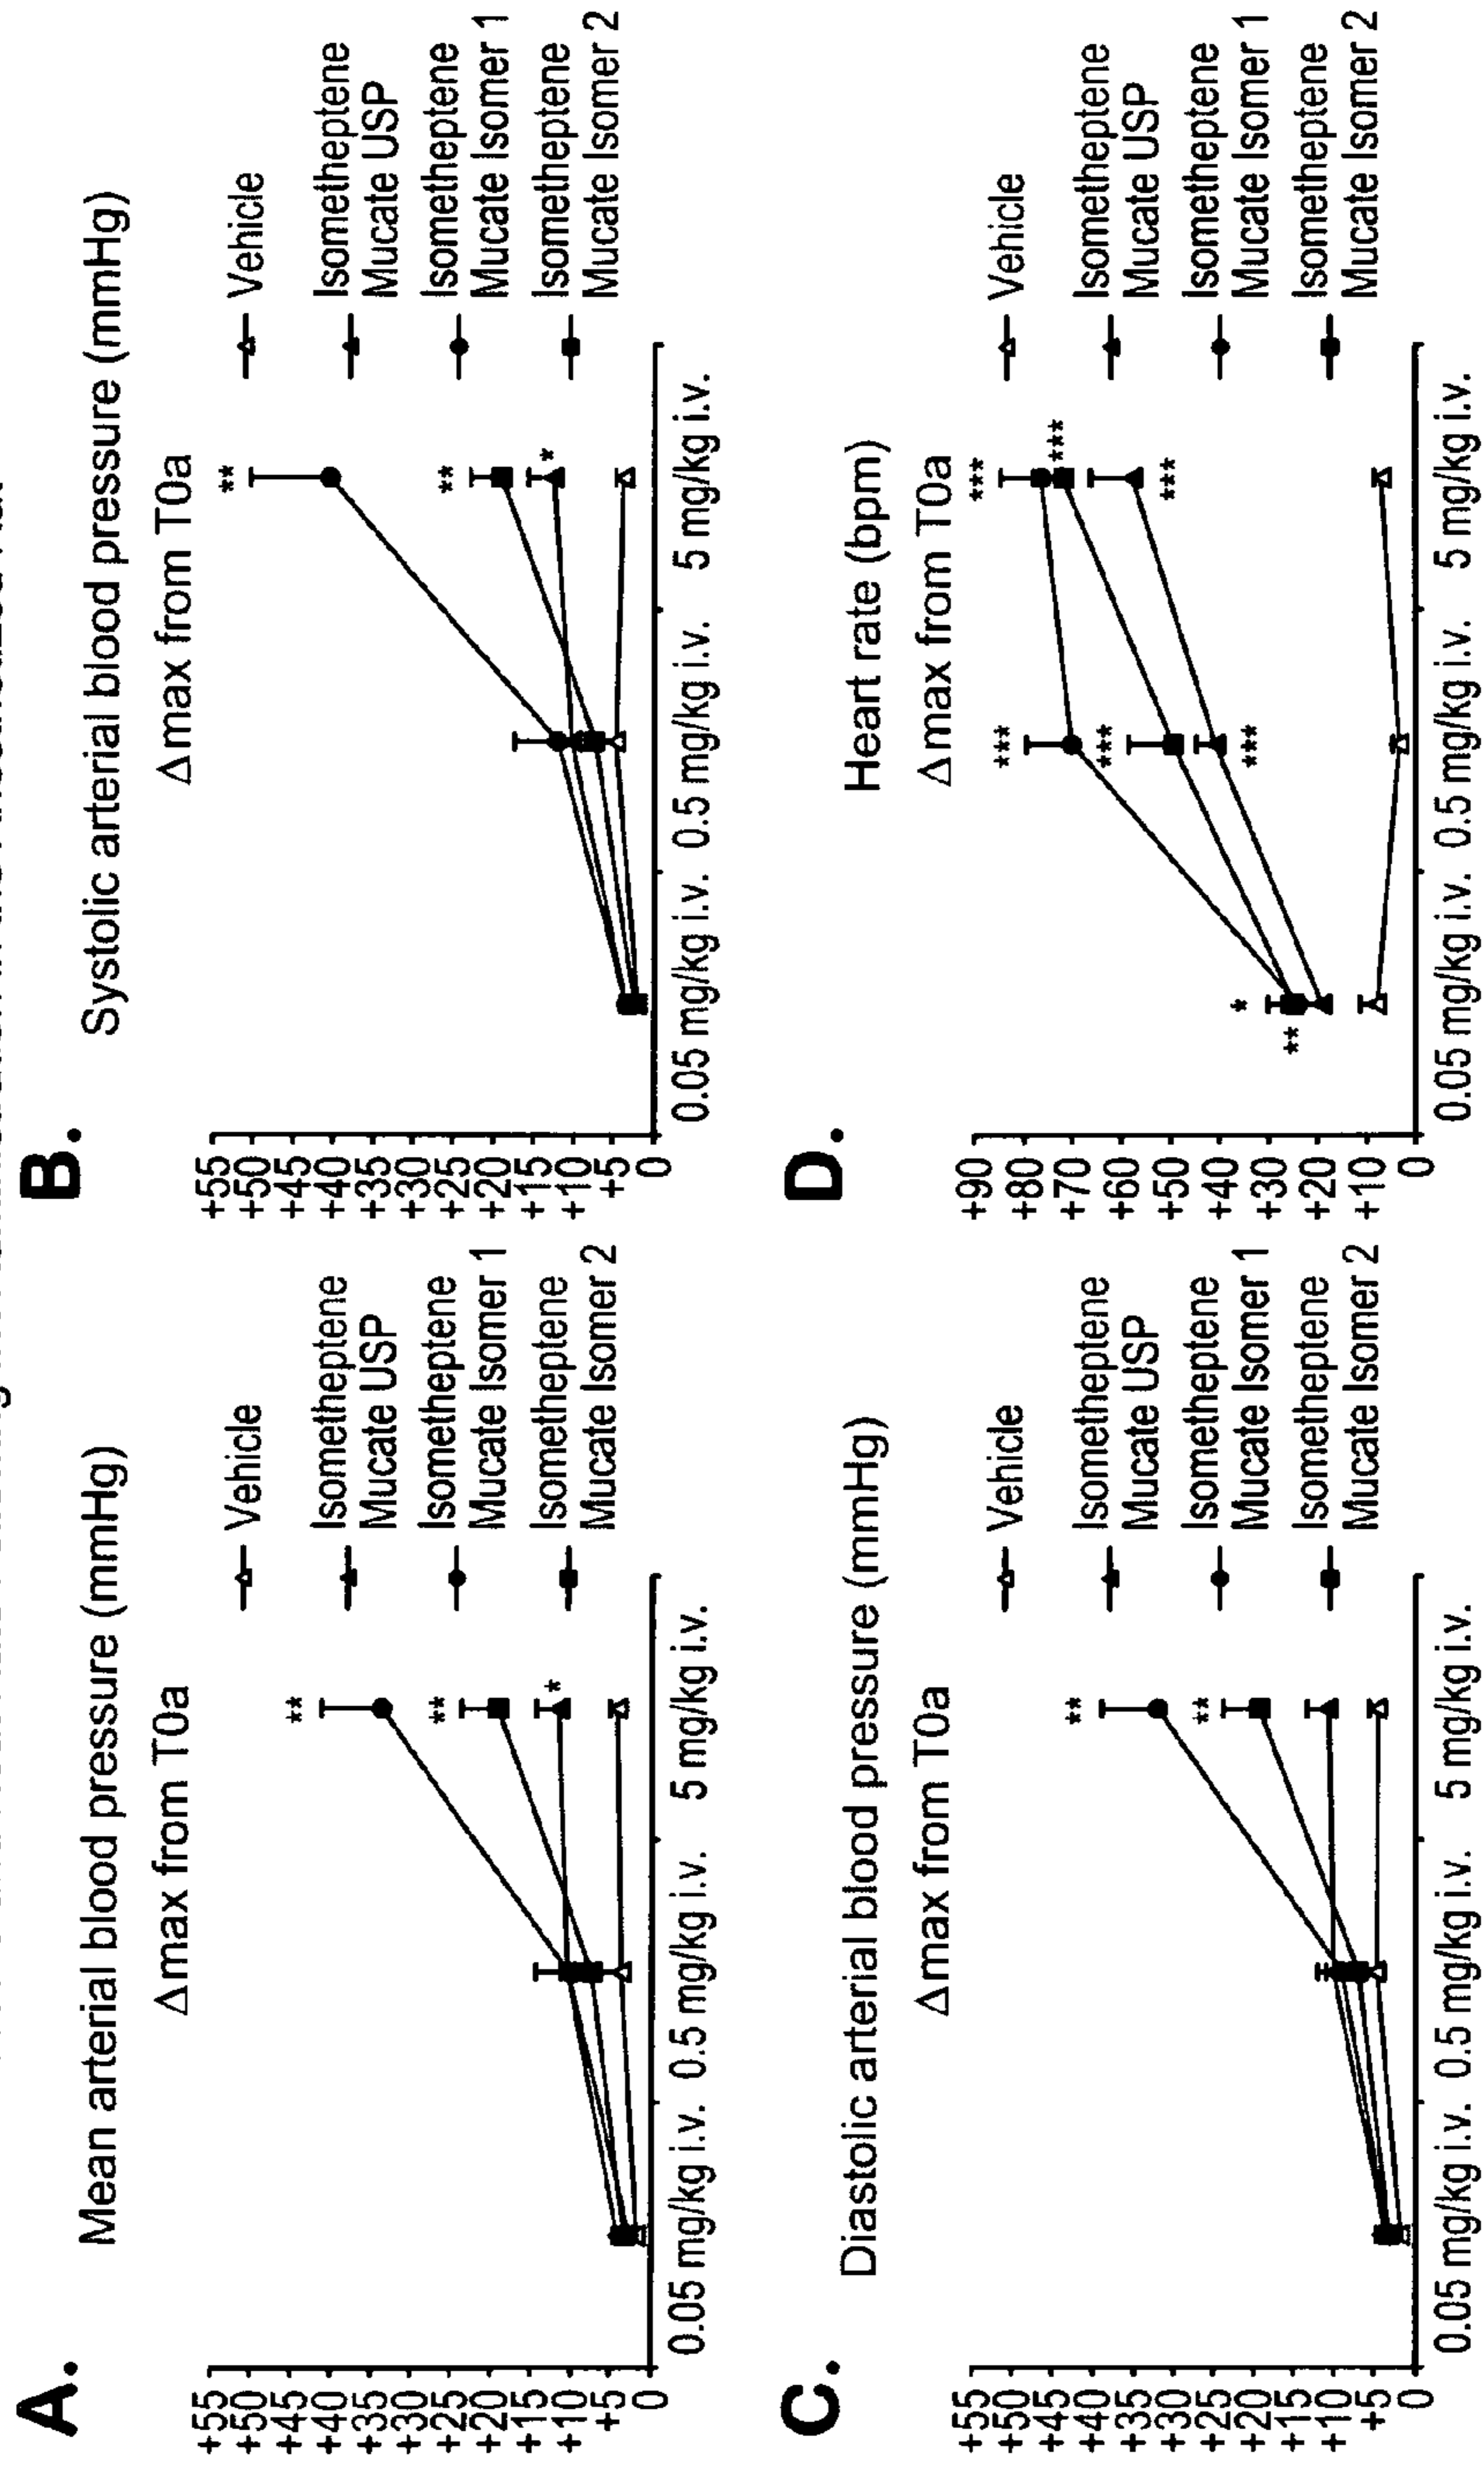 A.
Mean arterial blood pressure (mmHg)
Δ max from T0a
+55
+50
+45
+40
+35
+30
+25
+20
+15
+10
+5
0
**
**
*
0.05 mg/kg i.v. 0.5 mg/kg i.v. 5 mg/kg i.v.
Vehicle
Isometheptene
Mucate USP
Isometheptene
Mucate Isomer 1
Isometheptene
Mucate Isomer 2
B.
Systolic arterial blood pressure (mmHg)
Δ max from T0a
+55
+50
+45
+40
+35
+30
+25
+20
+15
+10
+5
0
**
**
*
0.05 mg/kg i.v. 0.5 mg/kg i.v. 5 mg/kg i.v.
Vehicle
Isometheptene
Mucate USP
Isometheptene
Mucate Isomer 1
Isometheptene
Mucate Isomer 2
C.
Diastolic arterial blood pressure (mmHg)
Δ max from T0a
+55
+50
+45
+40
+35
+30
+25
+20
+15
+10
+5
0
**
**
0.05 mg/kg i.v. 0.5 mg/kg i.v. 5 mg/kg i.v.
Vehicle
Isometheptene
Mucate USP
Isometheptene
Mucate Isomer 1
Isometheptene
Mucate Isomer 2
D.
Heart rate (bpm)
Δ max from T0a
+90
+80
+70
+60
+50
+40
+30
+20
+10
0
*
**
***
***
***
***
***
***
0.05 mg/kg i.v. 0.5 mg/kg i.v. 5 mg/kg i.v.
Vehicle
Isometheptene
Mucate USP
Isometheptene
Mucate Isomer 1
Isometheptene
Mucate Isomer 2